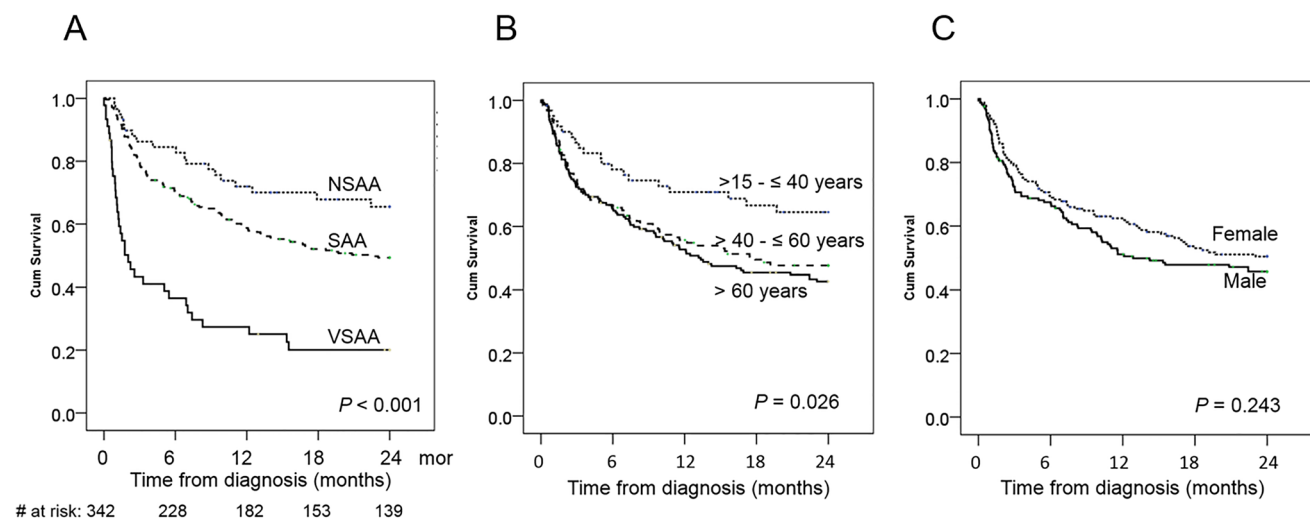 A
B
C
Cum Survival
1.0
0.8
0.6
0.4
0.2
0.0
NSAA
SAA
VSAA
P < 0.001
0 6 12 18 24 mor
Time from diagnosis (months)
# at risk: 342 228 182 153 139
Cum Survival
1.0
0.8
0.6
0.4
0.2
0.0
>15 - ≤ 40 years
> 40 - ≤ 60 years
> 60 years
P = 0.026
0 6 12 18 24
Time from diagnosis (months)
Cum Survival
1.0
0.8
0.6
0.4
0.2
0.0
Female
Male
P = 0.243
0 6 12 18 24
Time from diagnosis (months)